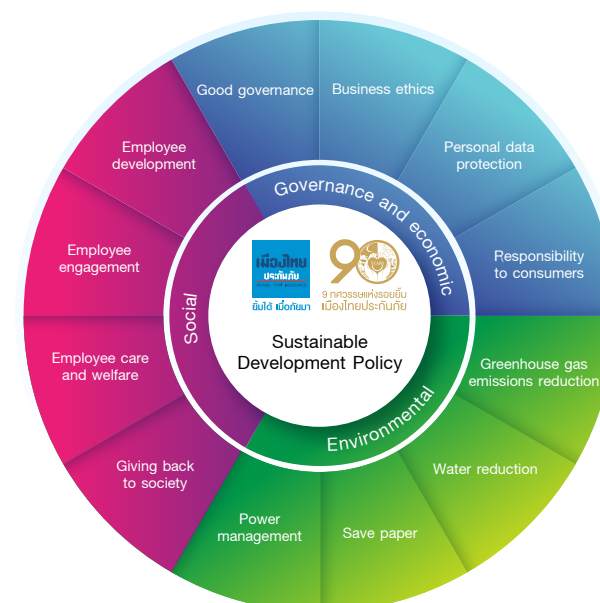 Good governance
Business ethics
Personal data
protection
Responsibility
to consumers
Greenhouse gas
emissions reduction
Water reduction
Save paper
Power
management
Giving back
to society
Employee care
and welfare
Employee
engagement
Employee
development
Governance and economic
Social
Environmental
เมืองไทย
ประกันภัย
ยิ้มได้ เมื่อภัยมา
90
9 ทศวรรษแห่งรอยยิ้ม
เมืองไทยประกันภัย
Sustainable
Development Policy